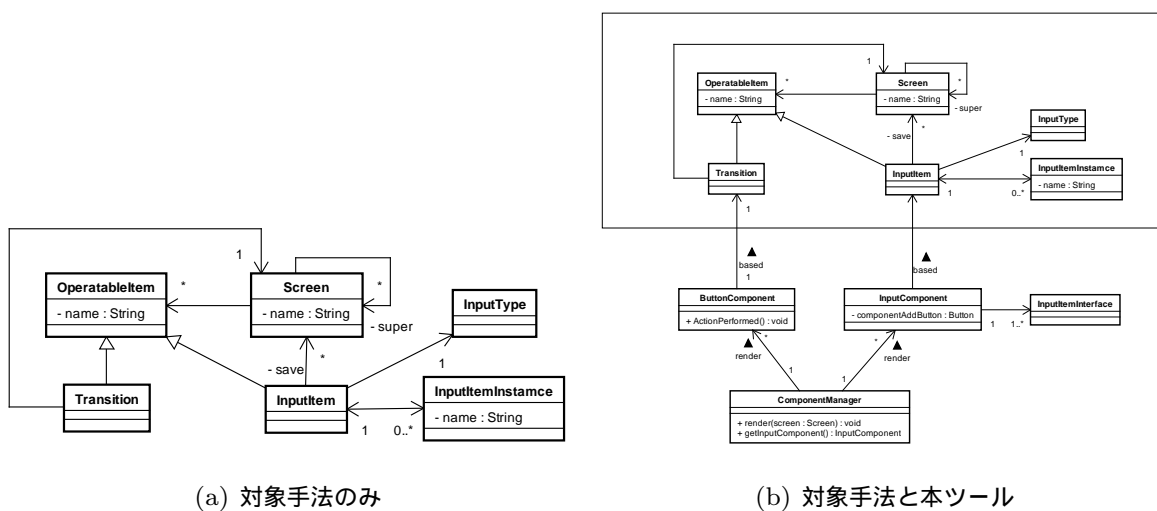 1
OperatableItem
- name : String
*
Screen
- name : String
*
- super
InputType
- save
*
1
Transition
InputItem
1
0..*
InputItemInstamce
- name : String
(a) 対象手法のみ
1
OperatableItem
- name : String
*
Screen
- name : String
*
- super
InputType
- save
*
1
Transition
InputItem
1
0..*
InputItemInstamce
- name : String
1
▲
based
1
▲
based
ButtonComponent
+ ActionPerformed() : void
InputComponent
- componentAddButton : Button
1
1..*
InputItemInterface
*
▲
render
*
▲
render
1
1
ComponentManager
+ render(screen : Screen) : void
+ getInputComponent() : InputComponent
(b) 対象手法と本ツール